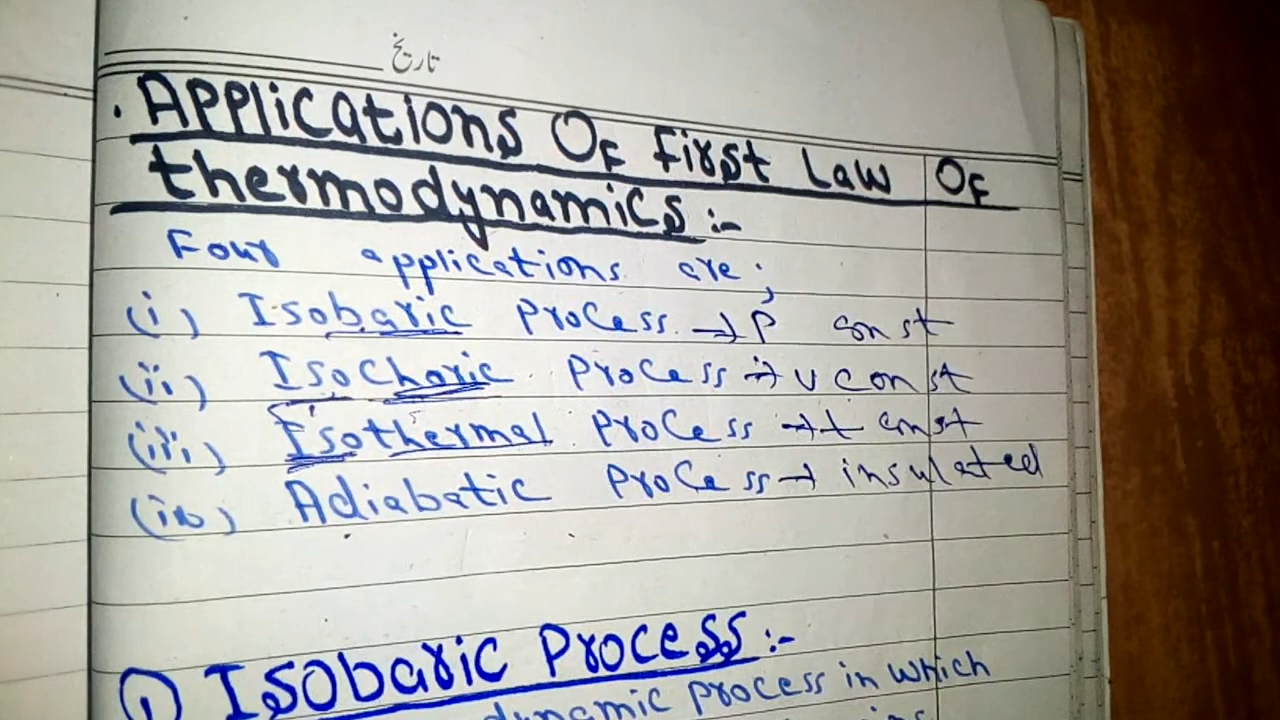 تاریخ
. Applications Of First Law Of
thermodynamics :-
Four applications are ;
(i) Isobaric Process → P const
(ii) Isochoric Process → v const
(iii) Isothermal Process → t const
(iv) Adiabatic Process → insulated
① Isobaric Process :-
process in which